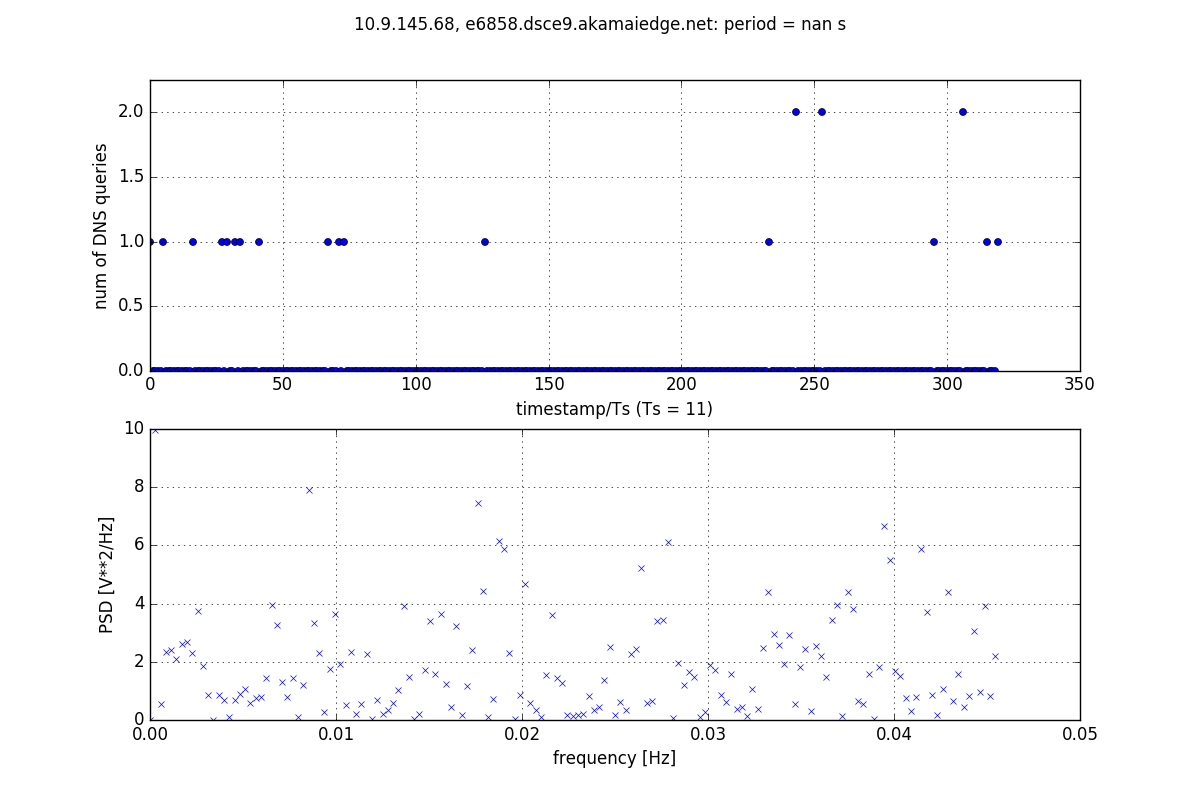 10.9.145.68, e6858.dsce9.akamaiedge.net: period = nan s
2.0
1.5
1.0
0.5
0.0
num of DNS queries
0 50 100 150 200 250 300 350
timestamp/Ts (Ts = 11)
10
8
6
4
2
0
PSD [V**2/Hz]
0.00 0.01 0.02 0.03 0.04 0.05
frequency [Hz]